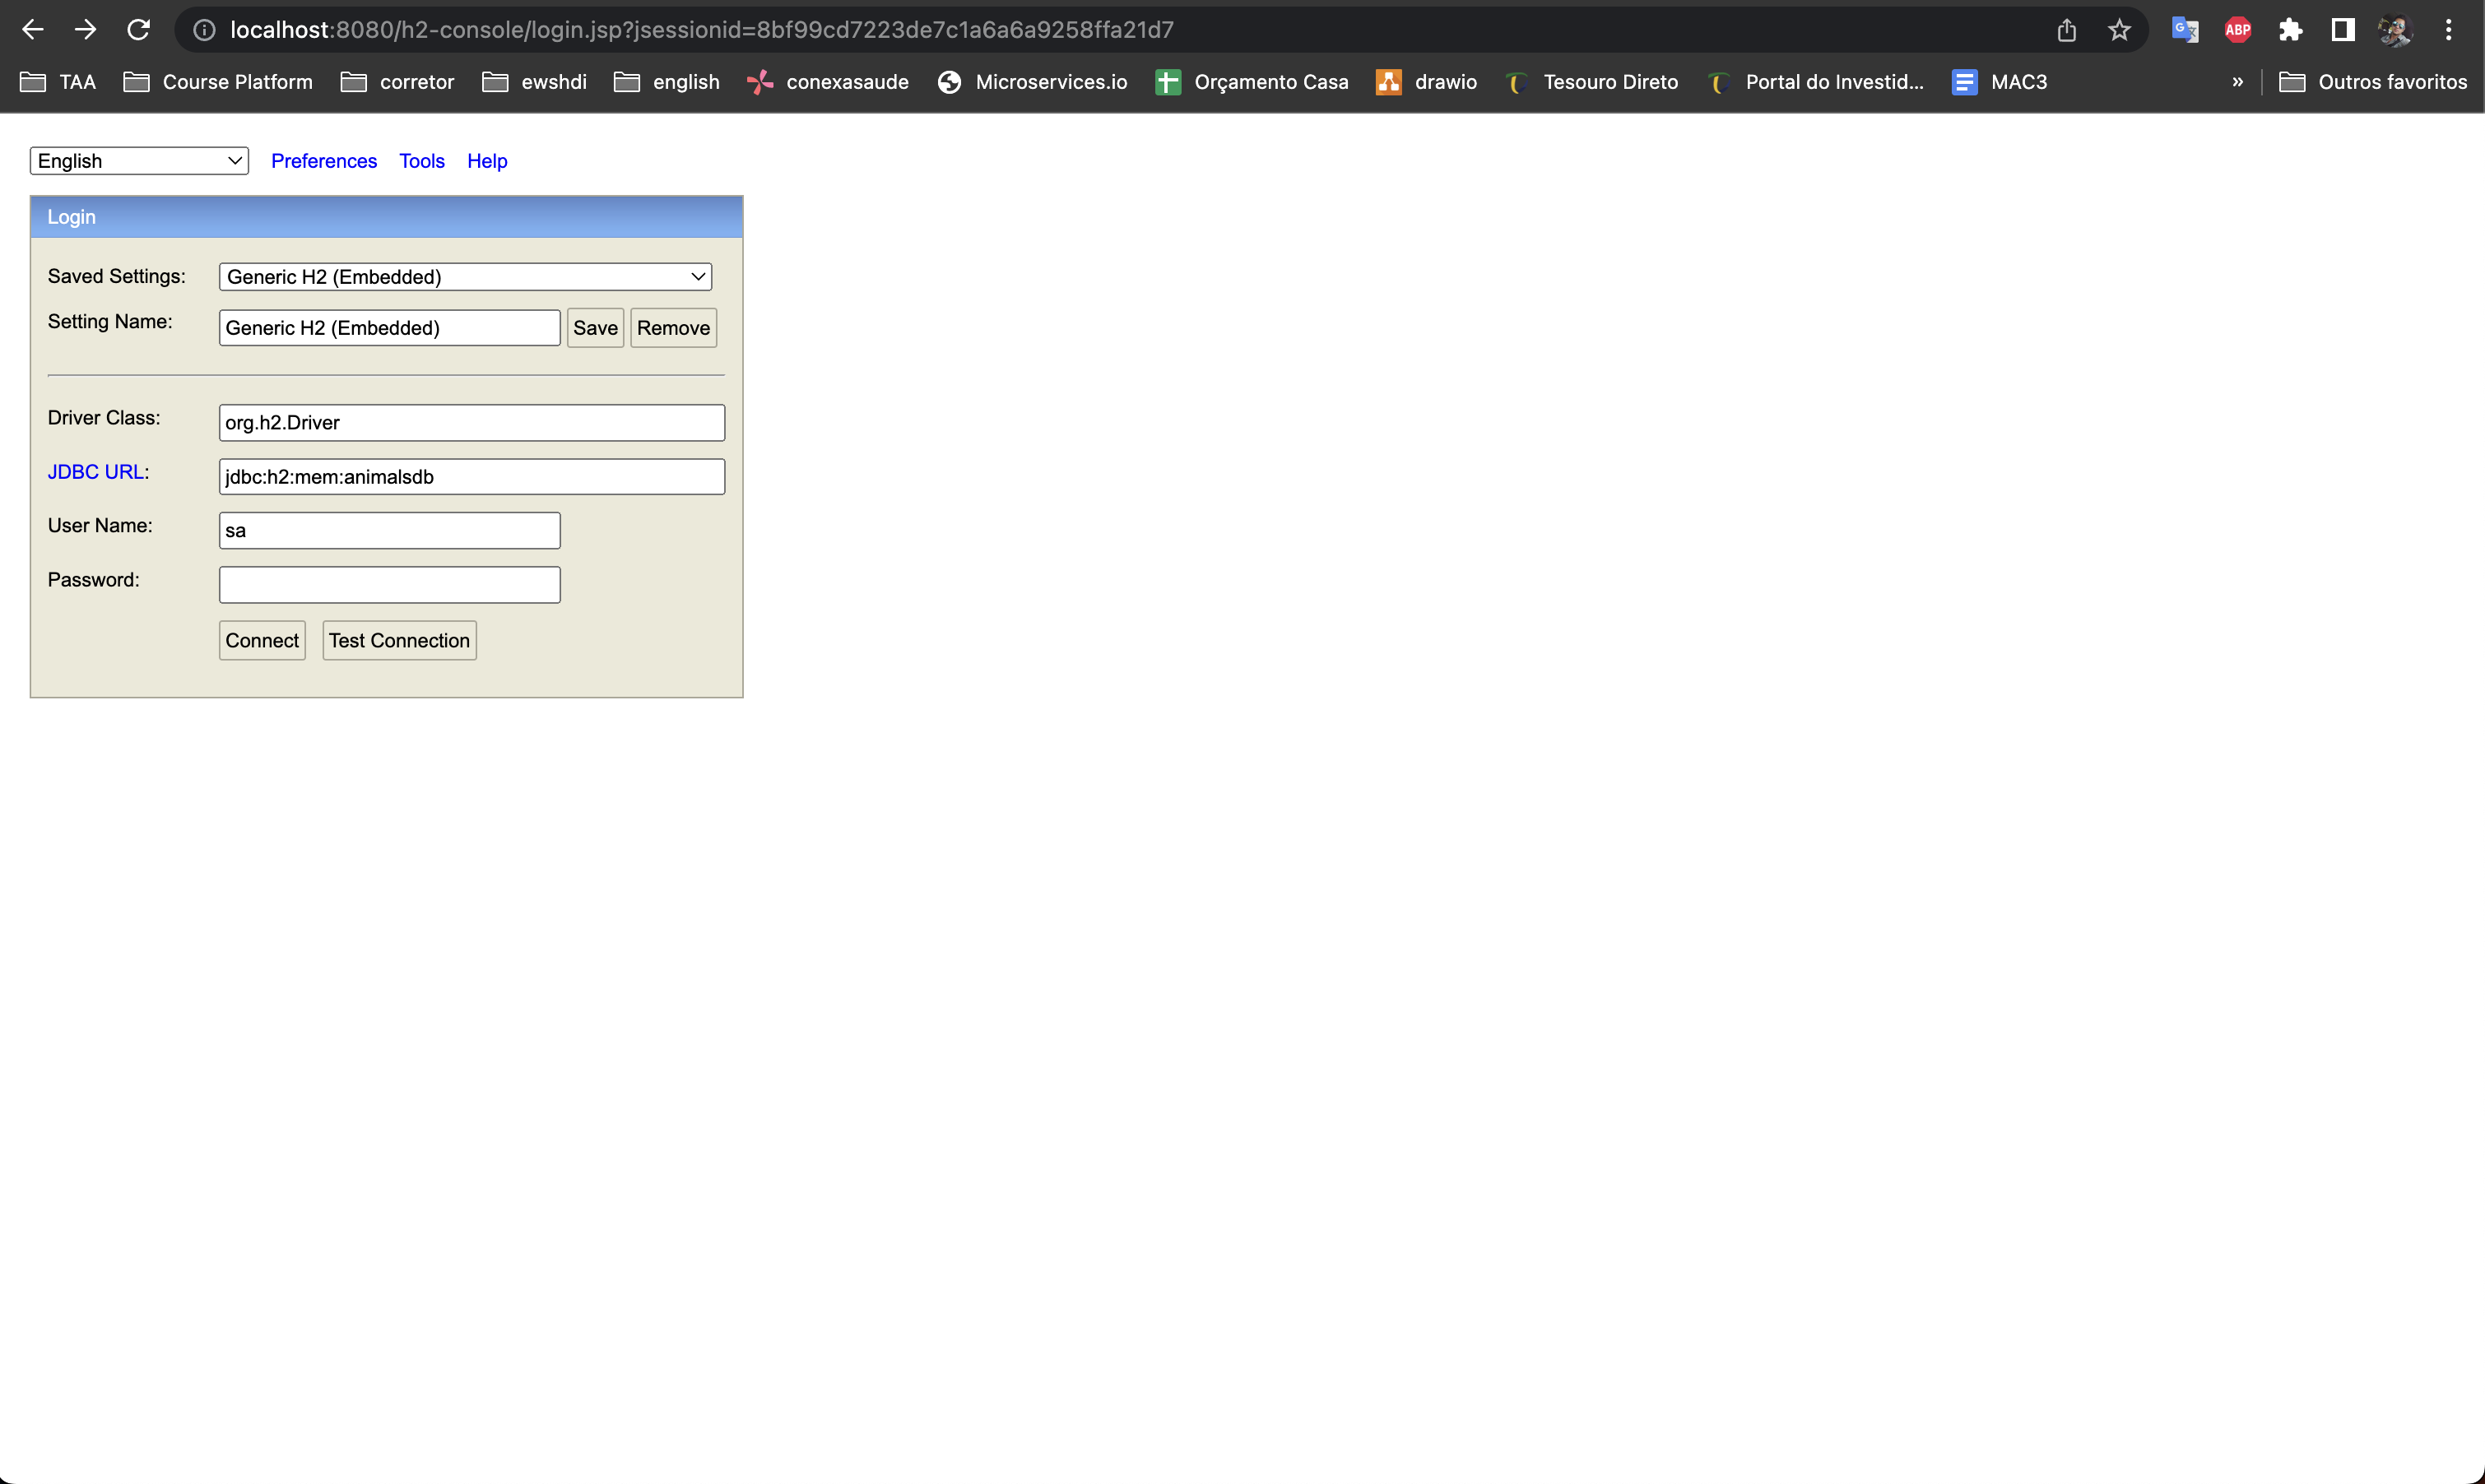 localhost:8080/h2-console/login.jsp?jsessionid=8bf99cd7223de7c1a6a6a9258ffa21d7
ABP
TAA Course Platform corretor ewshdi english conexasaude Microservices.io Orçamento Casa drawio Tesouro Direto Portal do Investid... MAC3 » Outros favoritos
English Preferences Tools Help
Login
Saved Settings: Generic H2 (Embedded)
Setting Name: Generic H2 (Embedded) Save Remove
Driver Class: org.h2.Driver
JDBC URL: jdbc:h2:mem:animalsdb
User Name: sa
Password:
Connect Test Connection